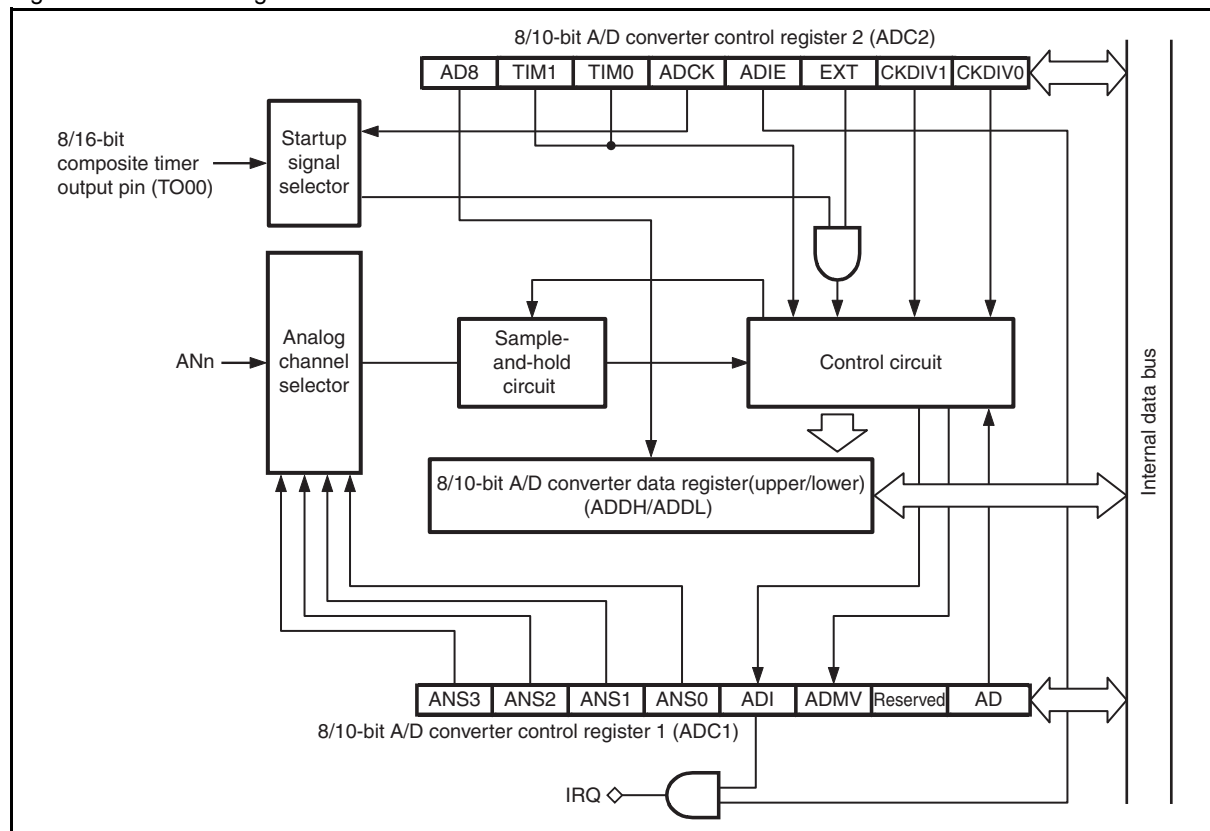 8/10-bit A/D converter control register 2 (ADC2)
AD8 TIM1 TIM0 ADCK ADIE EXT CKDIV1 CKDIV0
8/16-bit
composite timer
output pin (TO00)
Startup
signal
selector
ANn
Analog
channel
selector
Sample-
and-hold
circuit
Control circuit
Internal data bus
8/10-bit A/D converter data register(upper/lower)
(ADDH/ADDL)
ANS3 ANS2 ANS1 ANS0 ADI ADMV Reserved AD
8/10-bit A/D converter control register 1 (ADC1)
IRQ